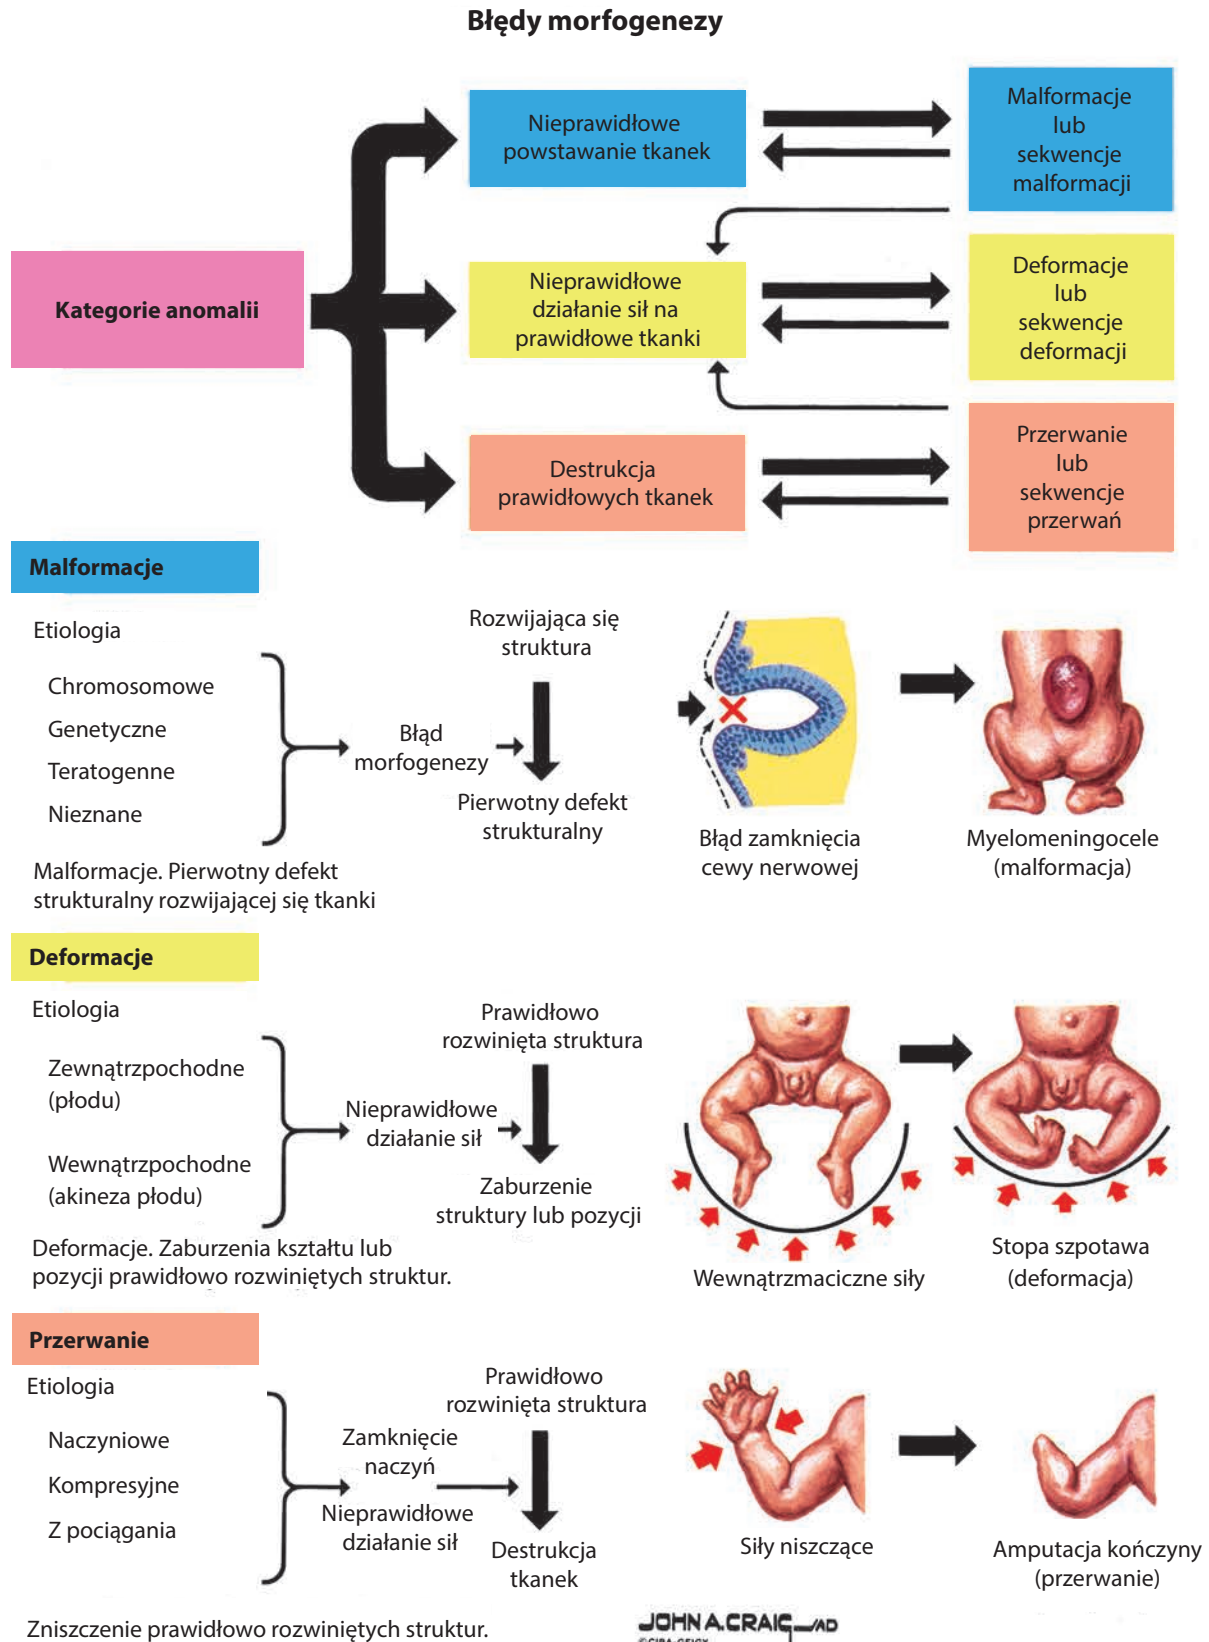 Błędy morfogenezy
Nieprawidłowe
powstawanie tkanek
Malformacje
lub
sekwencje
malformacji
Kategorie anomalii
Nieprawidłowe
działanie sił na
prawidłowe tkanki
Deformacje
lub
sekwencje
deformacji
Destrukcja
prawidłowych tkanek
Przerwanie
lub
sekwencje
przerwań
Malformacje
Etiologia
Chromosomowe
Genetyczne
Teratogenne
Nieznane
Błąd
morfogenezy
Rozwijająca się
struktura
Pierwotny defekt
strukturalny
Błąd zamknięcia
cewy nerwowej
Myelomeningocele
(malformacja)
Malformacje. Pierwotny defekt
strukturalny rozwijającej się tkanki
Deformacje
Etiologia
Zewnątrzpochodne
(płodu)
Wewnątrzpochodne
(akineza płodu)
Nieprawidłowe
działanie sił
Prawidłowo
rozwinięta struktura
Zaburzenie
struktury lub pozycji
Wewnątrzmaciczne siły
Stopa szpotawa
(deformacja)
Deformacje. Zaburzenia kształtu lub
pozycji prawidłowo rozwiniętych struktur.
Przerwanie
Etiologia
Naczyniowe
Kompresyjne
Z pociągania
Zamknięcie
naczyń
Nieprawidłowe
działanie sił
Prawidłowo
rozwinięta struktura
Destrukcja
tkanek
Siły niszczące
Amputacja kończyny
(przerwanie)
Zniszczenie prawidłowo rozwiniętych struktur.
JOHN A. CRAIG AD